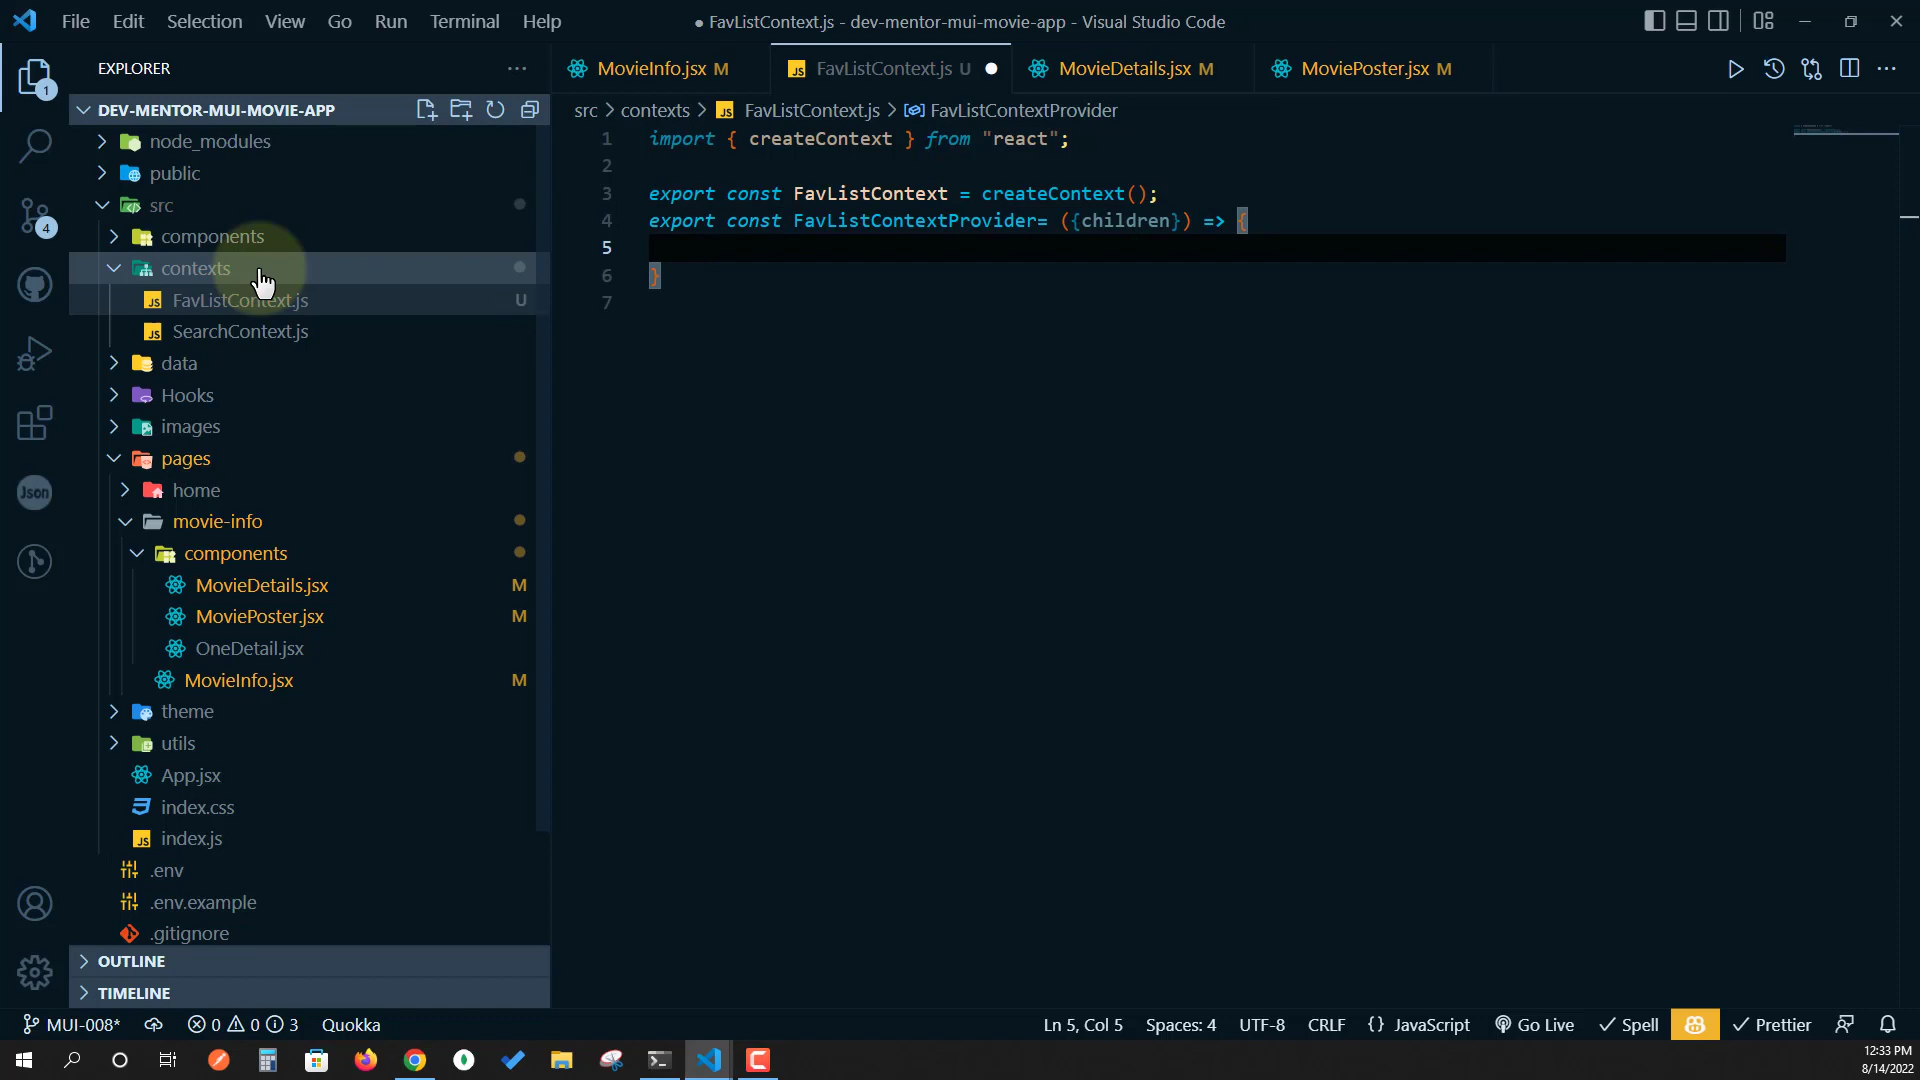 File Edit Selection View Go Run Terminal Help
● FavListContext.js - dev-mentor-mui-movie-app - Visual Studio Code
EXPLORER
MovieInfo.jsx M
FavListContext.js U
MovieDetails.jsx M
MoviePoster.jsx M
DEV-MENTOR-MUI-MOVIE-APP
src > contexts > JS FavListContext.js > FavListContextProvider
node_modules
public
src
components
contexts
JS FavListContext.js U
JS SearchContext.js
data
Hooks
images
pages
home
movie-info
components
MovieDetails.jsx M
MoviePoster.jsx M
OneDetail.jsx
MovieInfo.jsx M
theme
utils
App.jsx
index.css
JS index.js
.env
.env.example
.gitignore
OUTLINE
TIMELINE
1 import { createContext } from "react";
2
3 export const FavListContext = createContext();
4 export const FavListContextProvider= ({children}) => {
5
6 }
7
1
4
Json
MUI-008* 0 0 3 Quokka
Ln 5, Col 5 Spaces: 4 UTF-8 CRLF {} JavaScript Go Live Spell Prettier
12:33 PM
8/14/2022